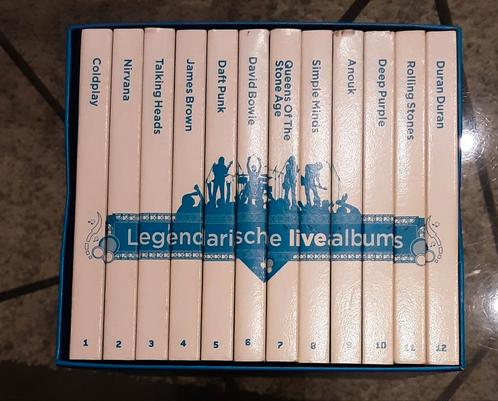 Coldplay
Nirvana
Talking Heads
James Brown
Daft Punk
David Bowie
Queens Of The
Stone Age
Simple Minds
Anouk
Deep Purple
Rolling Stones
Duran Duran
Legendarische livealbums
1 2 3 4 5 6 7 8 9 10 11 12